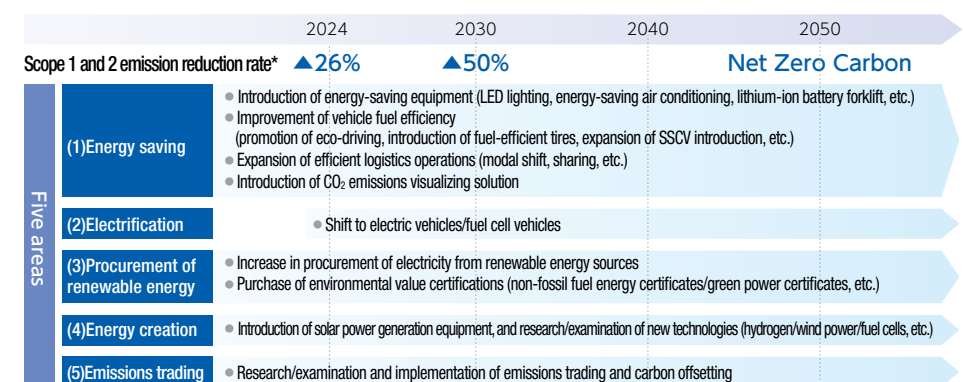 2024 2030 2040 2050
Scope 1 and 2 emission reduction rate* ▲26% ▲50% Net Zero Carbon
Five areas
(1)Energy saving
● Introduction of energy-saving equipment (LED lighting, energy-saving air conditioning, lithium-ion battery forklift, etc.)
● Improvement of vehicle fuel efficiency
(promotion of eco-driving, introduction of fuel-efficient tires, expansion of SSCV introduction, etc.)
● Expansion of efficient logistics operations (modal shift, sharing, etc.)
● Introduction of CO₂ emissions visualizing solution
(2)Electrification
● Shift to electric vehicles/fuel cell vehicles
(3)Procurement of
renewable energy
● Increase in procurement of electricity from renewable energy sources
● Purchase of environmental value certifications (non-fossil fuel energy certificates/green power certificates, etc.)
(4)Energy creation
● Introduction of solar power generation equipment, and research/examination of new technologies (hydrogen/wind power/fuel cells, etc.)
(5)Emissions trading
● Research/examination and implementation of emissions trading and carbon offsetting